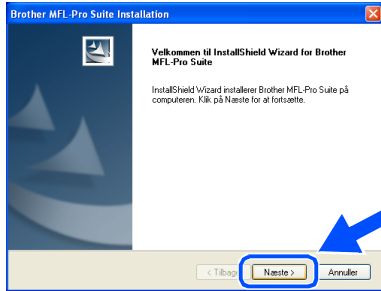 Brother MFL-Pro Suite Installation
Velkommen til InstallShield Wizard for Brother
MFL-Pro Suite
InstallShield Wizard installerer Brother MFL-Pro Suite på
computeren. Klik på Næste for at fortsætte.
< Tilbage Næste > Annuller